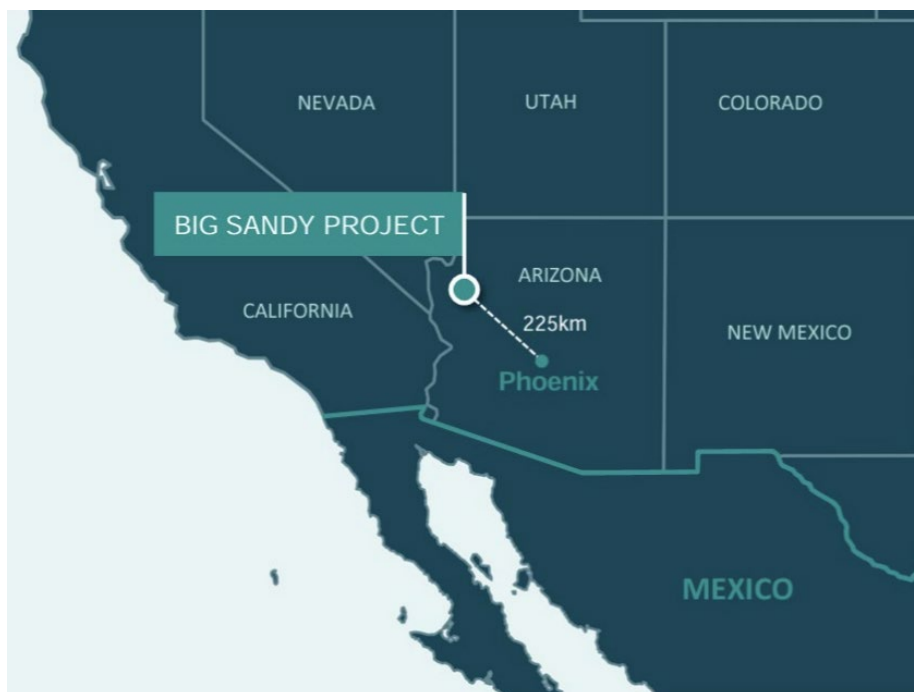 NEVADA
UTAH
COLORADO
BIG SANDY PROJECT
ARIZONA
CALIFORNIA
225km
NEW MEXICO
Phoenix
MEXICO